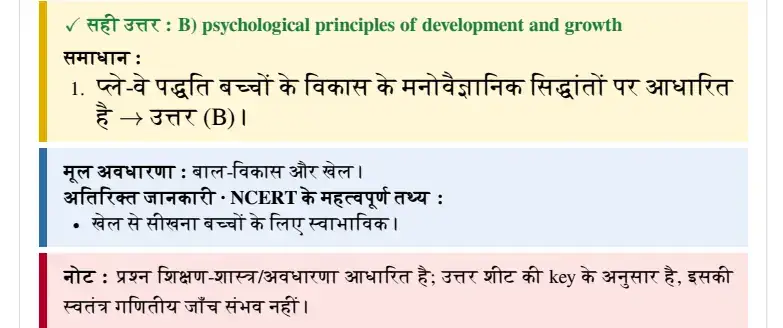 ✓ सही उत्तर : B) psychological principles of development and growth
समाधान :
1. प्ले-वे पद्धति बच्चों के विकास के मनोवैज्ञानिक सिद्धांतों पर आधारित
है → उत्तर (B)।
मूल अवधारणा : बाल-विकास और खेल।
अतिरिक्त जानकारी · NCERT के महत्वपूर्ण तथ्य :
• खेल से सीखना बच्चों के लिए स्वाभाविक।
नोट : प्रश्न शिक्षण-शास्त्र/अवधारणा आधारित है; उत्तर शीट की key के अनुसार है, इसकी
स्वतंत्र गणितीय जाँच संभव नहीं।